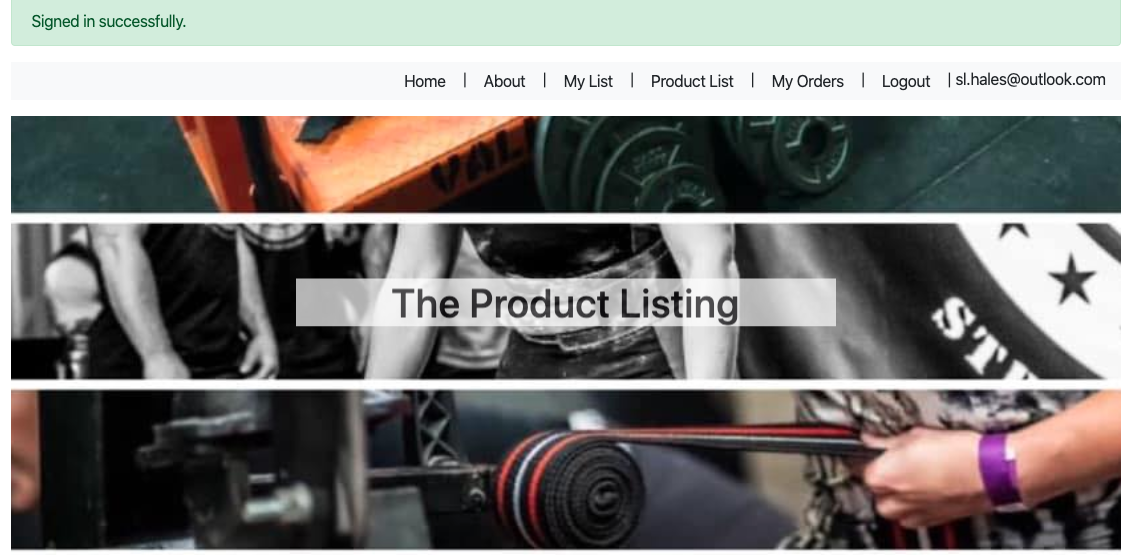 Signed in successfully.
Home | About | My List | Product List | My Orders | Logout | sl.hales@outlook.com
VAL
The Product Listing